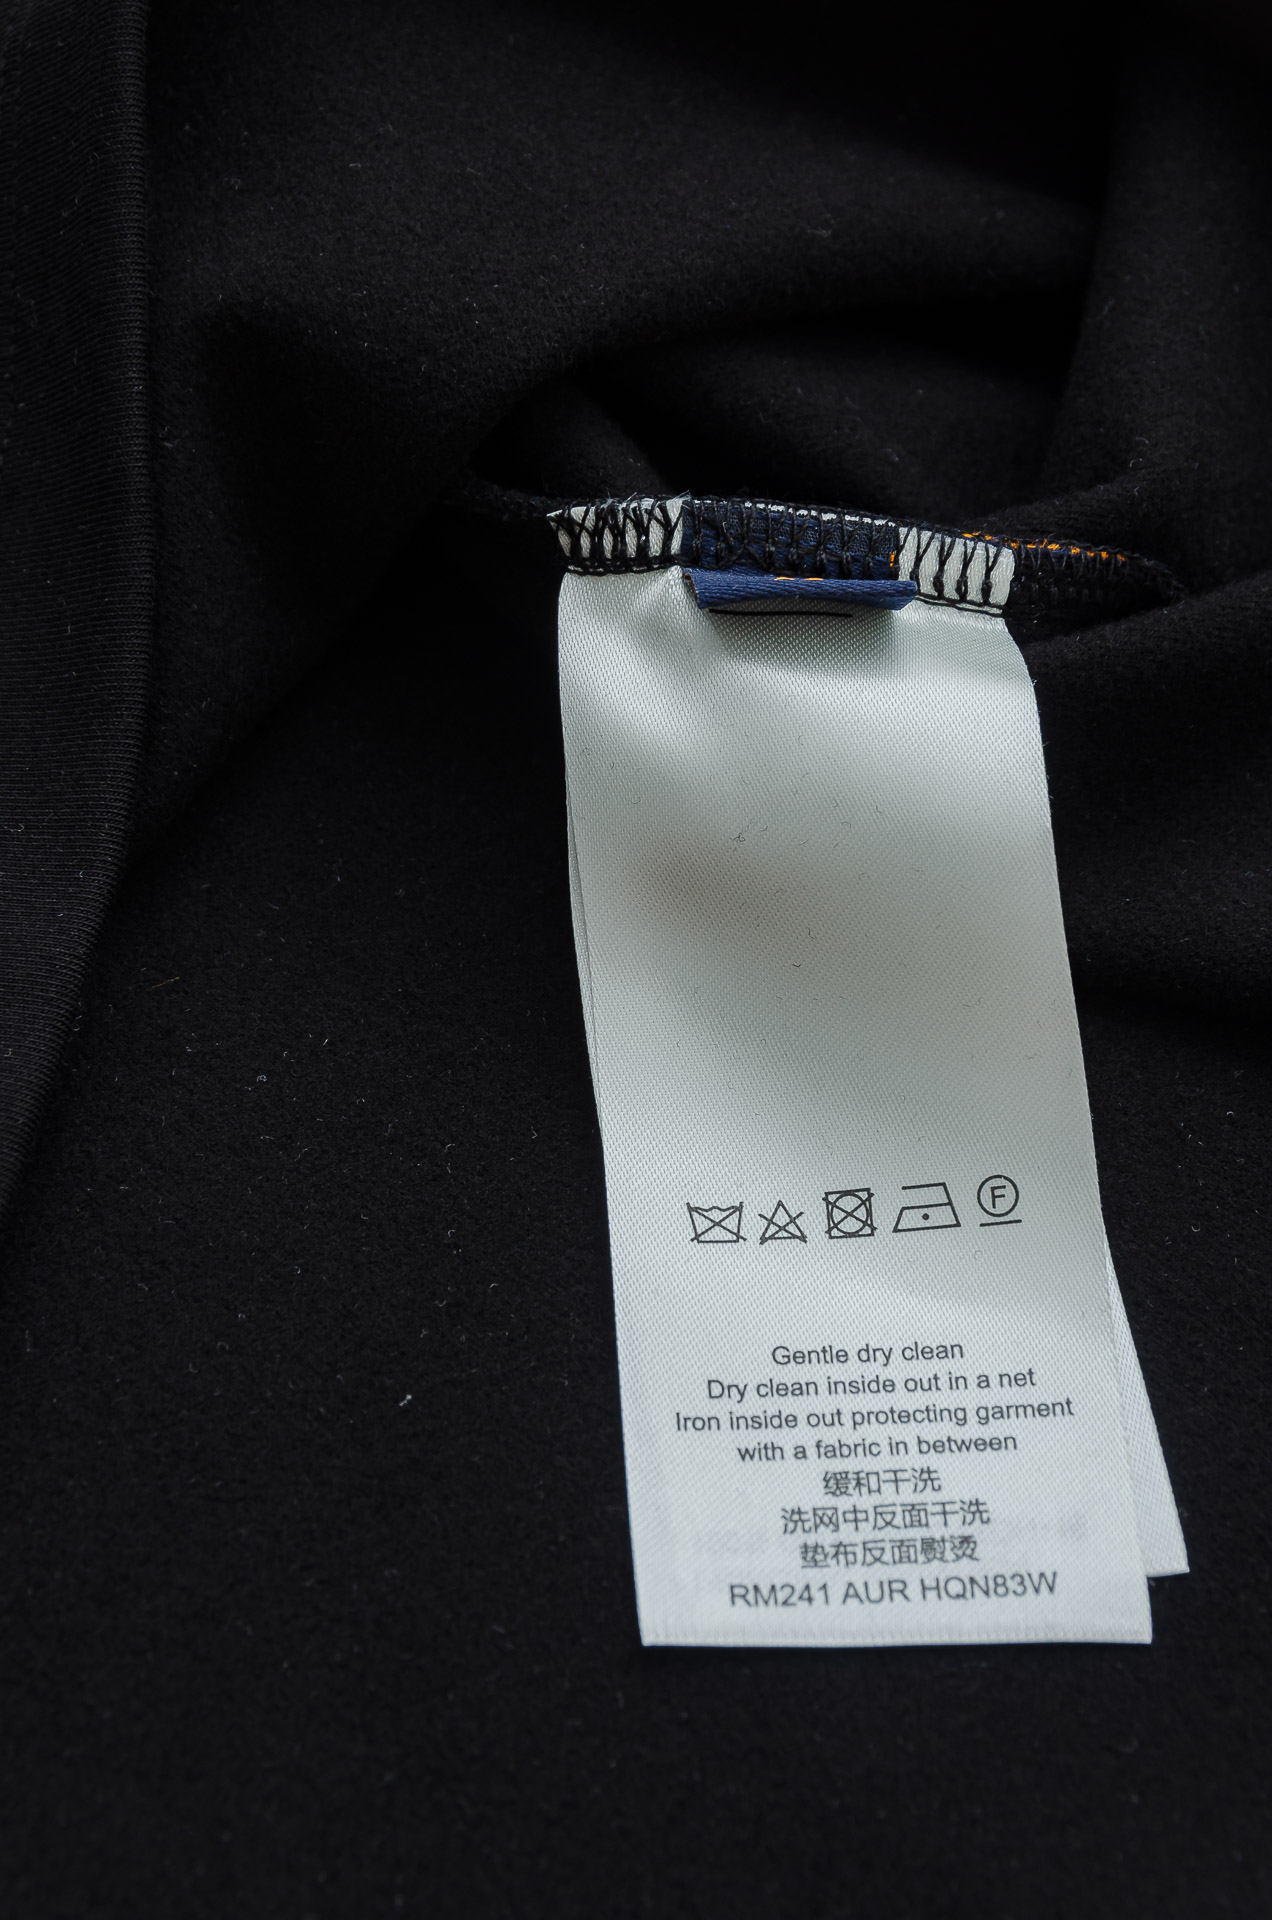 F
Gentle dry clean
Dry clean inside out in a net
Iron inside out protecting garment
with a fabric in between
缓和干洗
洗网中反面干洗
垫布反面熨烫
RM241 AUR HQN83W